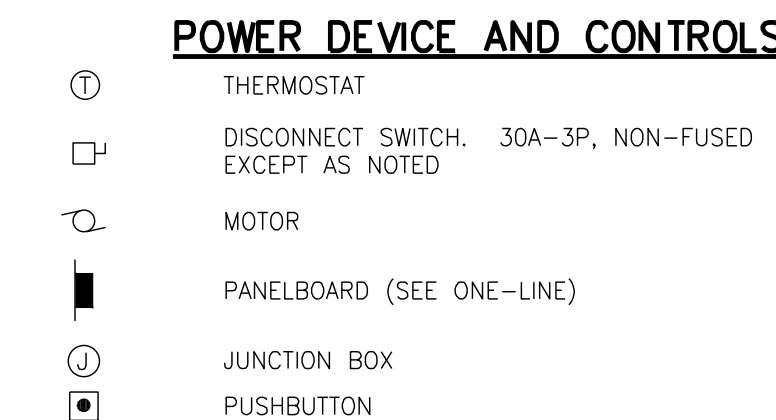 POWER DEVICE AND CONTROLS
T THERMOSTAT
DISCONNECT SWITCH. 30A-3P, NON-FUSED
EXCEPT AS NOTED
MOTOR
PANELBOARD (SEE ONE-LINE)
J JUNCTION BOX
PUSHBUTTON